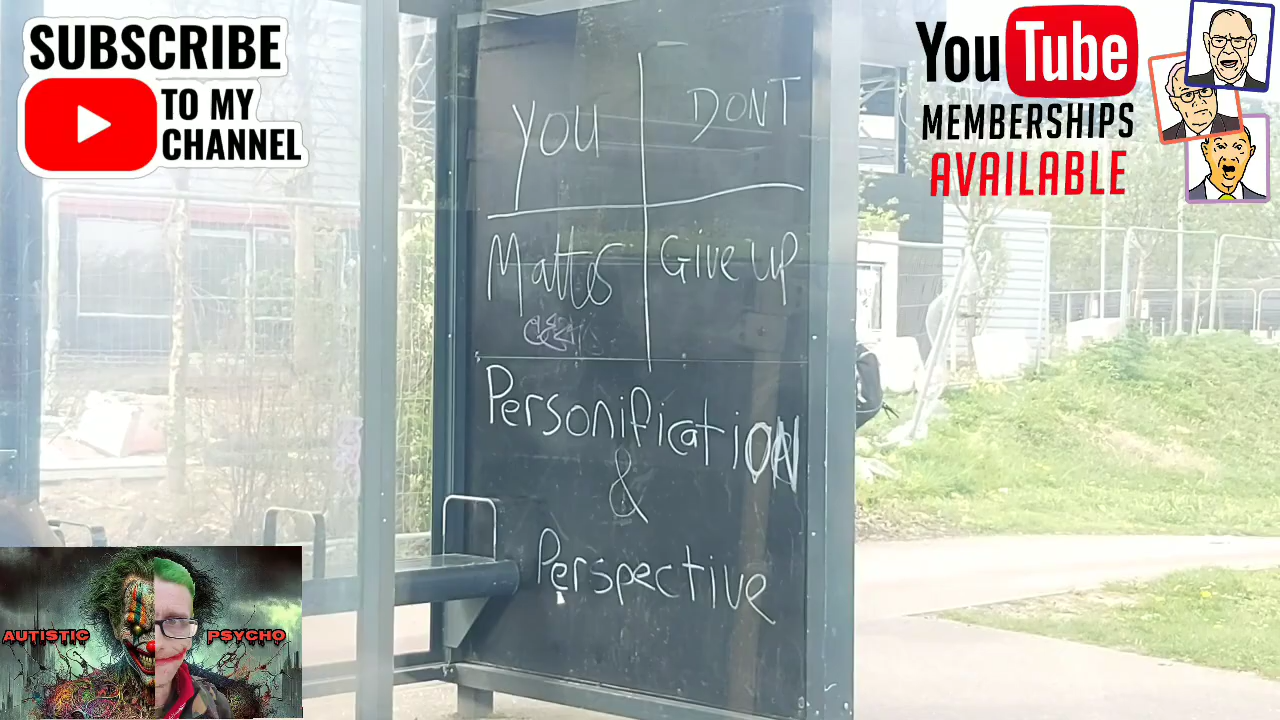 SUBSCRIBE
TO MY
CHANNEL
YouTube
MEMBERSHIPS
AVAILABLE
YOU
DONT
Mattes
Give up
Personification
&
Perspective
AUTISTIC PSYCHO